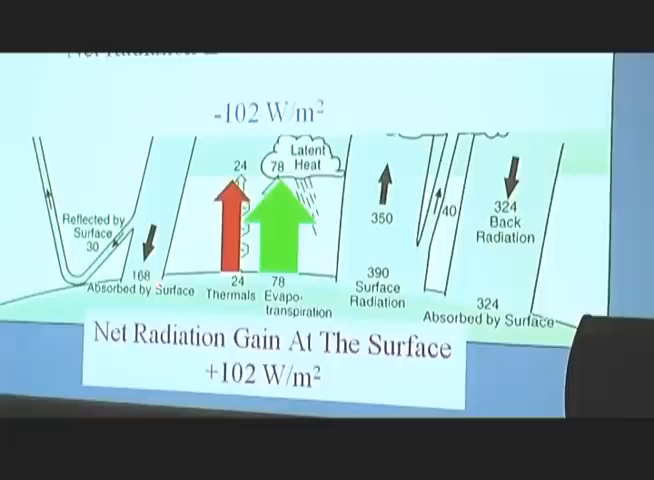 -102 W/m²
24
78
Latent
Heat
Reflected by
Surface
30
168
Absorbed by Surface
24
Thermals
78
Evapo-
transpiration
350
390
Surface
Radiation
40
324
Back
Radiation
324
Absorbed by Surface
Net Radiation Gain At The Surface
+102 W/m²